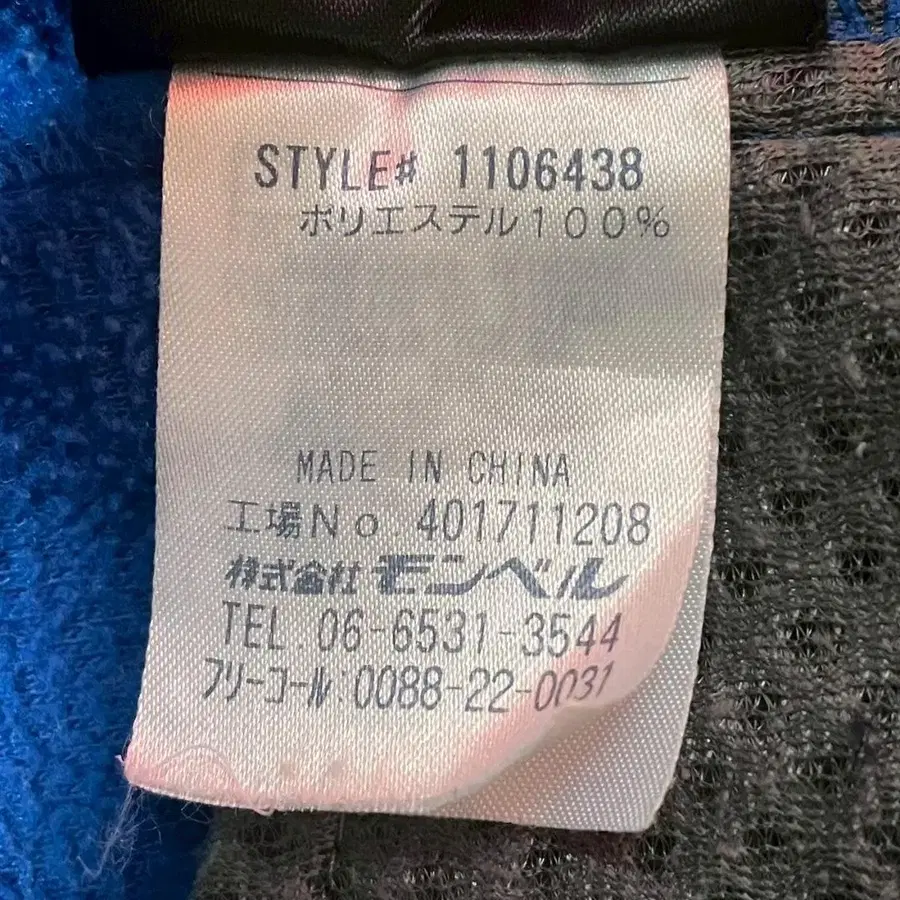 STYLE# 1106438
ポリエステル100%
MADE IN CHINA
工場No. 401711208
株式会社 モンベル
TEL. 06-6531-3544
フリーコール:0088-22-0031